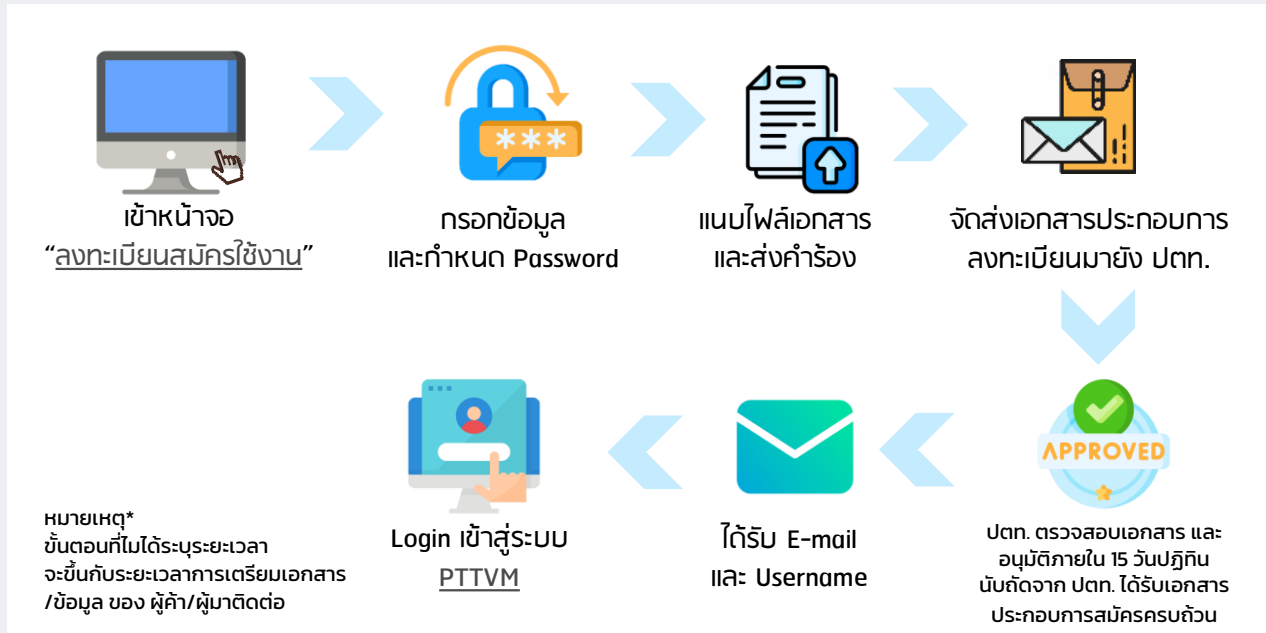 ***
เข้าหน้าจอ
“ลงทะเบียนสมัครใช้งาน”
กรอกข้อมูล
และกำหนด Password
แนบไฟล์เอกสาร
และส่งคำร้อง
จัดส่งเอกสารประกอบการ
ลงทะเบียนมายัง ปตท.
APPROVED
ปตท. ตรวจสอบเอกสาร และ
อนุมัติภายใน 15 วันปฏิทิน
นับถัดจาก ปตท. ได้รับเอกสาร
ประกอบการสมัครครบถ้วน
ได้รับ E-mail
และ Username
Login เข้าสู่ระบบ
PTTVM
หมายเหตุ*
ขั้นตอนที่ไม่ได้ระบุระยะเวลา
จะขึ้นกับระยะเวลาการเตรียมเอกสาร
/ข้อมูล ของ ผู้ค้า/ผู้มาติดต่อ